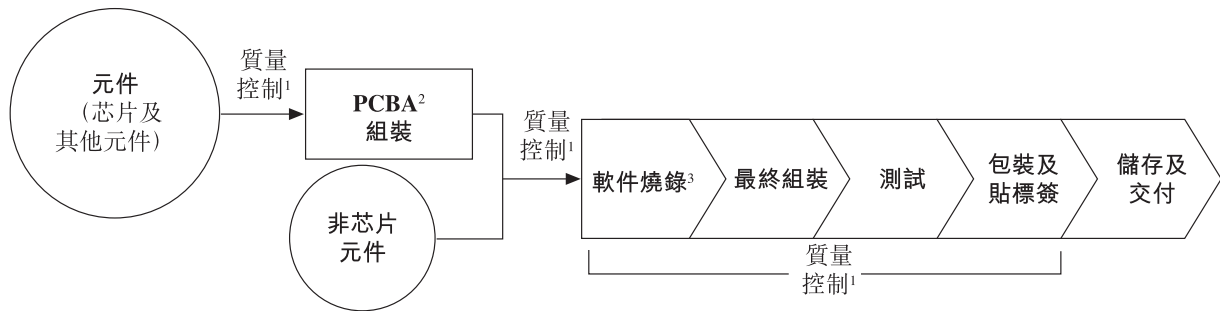 元件
(芯片及
其他元件)
質量
控制¹
PCBA²
組裝
非芯片
元件
質量
控制¹
軟件燒錄³
最終組裝
測試
包裝及
貼標簽
儲存及
交付
質量
控制¹